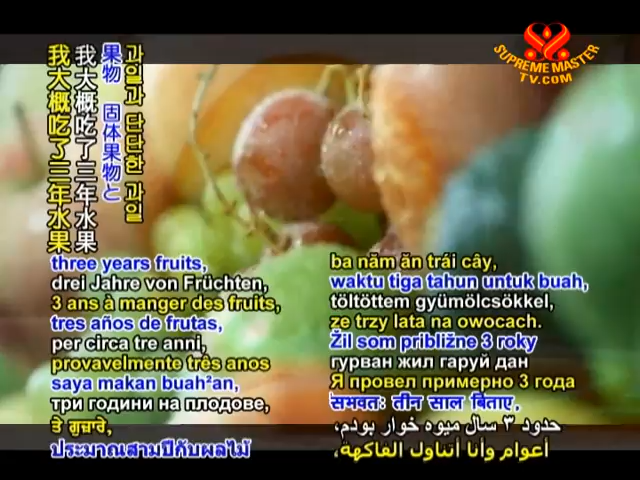 SUPREME MASTER
TV.COM
我大概吃了三年水果
我大概吃了三年水果
果物 固体果物と
과일과 단단한 과일
three years fruits,
drei Jahre von Früchten,
3 ans à manger des fruits,
tres años de frutas,
per circa tre anni,
provavelmente três anos
saya makan buah²an,
три години на плодове,
ਤੇ ਗੁਜ਼ਾਰੇ,
ประมาณสามปีกับผลไม้
ba năm ăn trái cây,
waktu tiga tahun untuk buah,
töltöttem gyümölcsökkel,
ze trzy lata na owocach.
Žil som približne 3 roky
гурван жил гаруй дан
Я провел примерно 3 года
सभवतः तीन साल बिताए,
حدود ۳ سال میوه خوار بودم،
أعوام وأنا أتناول الفاكهة،